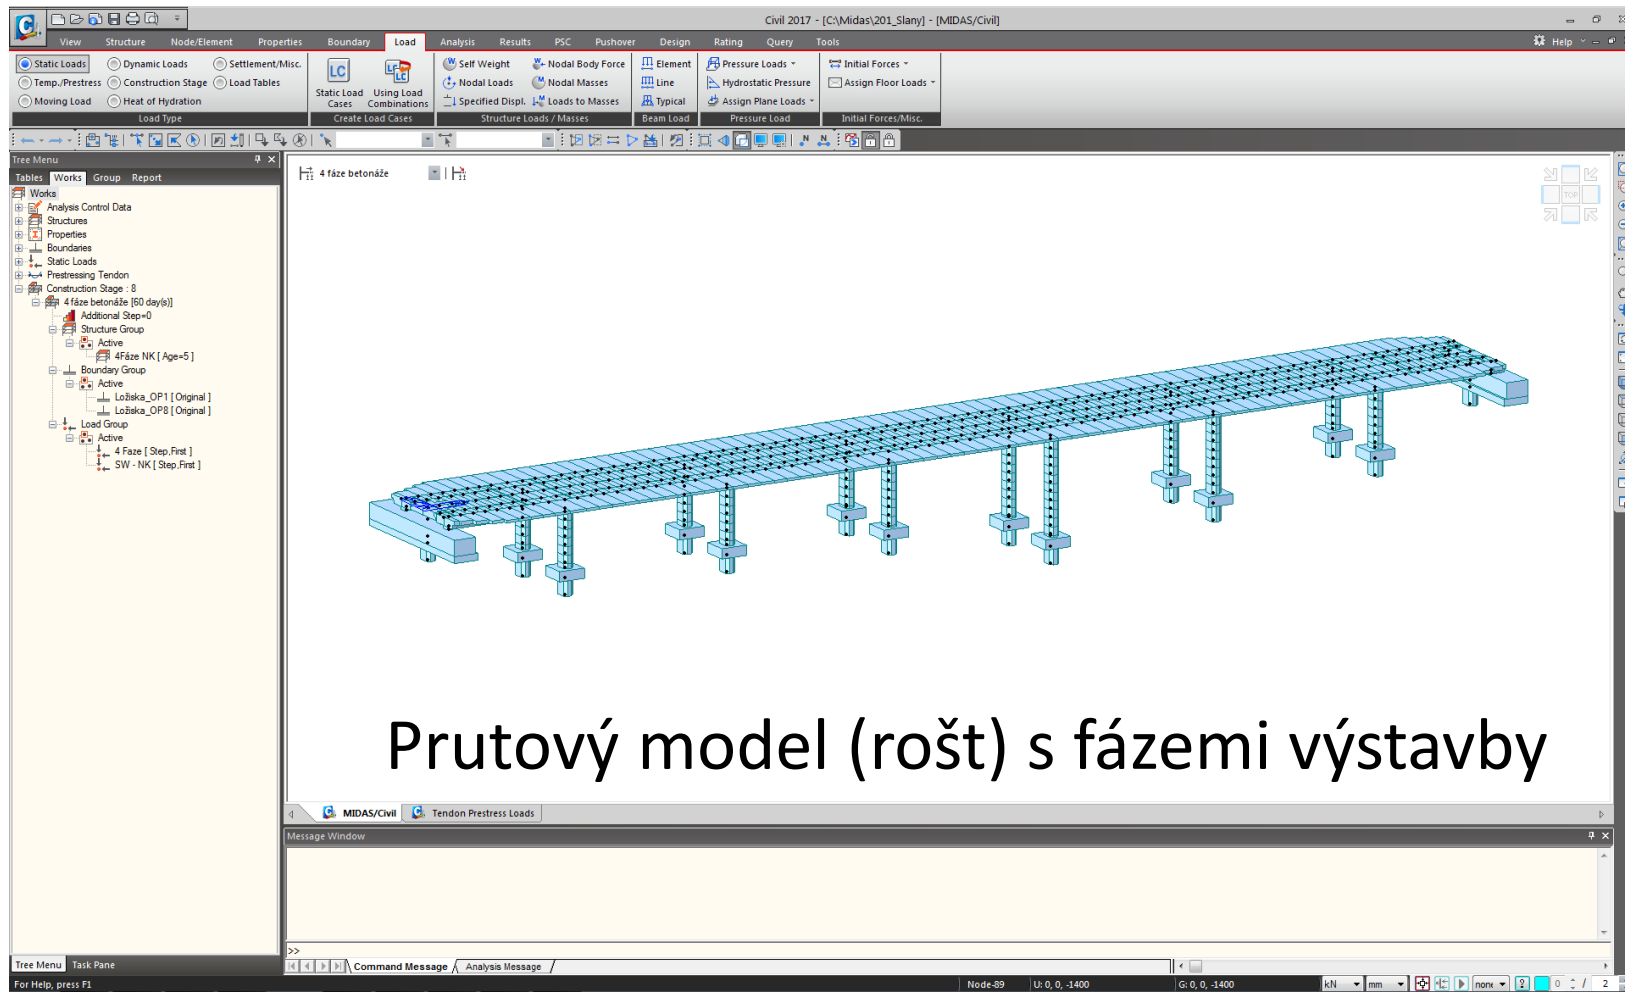 Civil 2017 - [C:\Midas\201_Slany] - [MIDAS/Civil]
View Structure Node/Element Properties Boundary Load Analysis Results PSC Pushover Design Rating Query Tools Help
Static Loads Dynamic Loads Settlement/Misc.
Temp./Prestress Construction Stage Load Tables
Moving Load Heat of Hydration
Load Type
LC
Static Load Cases
LC LC
Using Load Combinations
Create Load Cases
Self Weight Nodal Body Force
Nodal Loads Nodal Masses
Specified Displ. Loads to Masses
Structure Loads / Masses
Element
Line
Typical
Beam Load
Pressure Loads
Hydrostatic Pressure
Assign Plane Loads
Pressure Load
Initial Forces
Assign Floor Loads
Initial Forces/Misc.
Tree Menu
Tables Works Group Report
Works
Analysis Control Data
Structures
Properties
Boundaries
Static Loads
Prestressing Tendon
Construction Stage : 8
4 fáze betonáže [60 day(s)]
Additional Step=0
Structure Group
Active
4Fáze NK [ Age=5 ]
Boundary Group
Active
Ložiska_OP1 [ Original ]
Ložiska_OP8 [ Original ]
Load Group
Active
4 Faze [ Step,First ]
SW - NK [ Step,First ]
4 fáze betonáže
TOP
Prutový model (rošt) s fázemi výstavby
MIDAS/Civil Tendon Prestress Loads
Message Window
>>
Command Message Analysis Message
Tree Menu Task Pane
For Help, press F1 Node-89 U: 0, 0, -1400 G: 0, 0, -1400 kN mm none 0 / 2